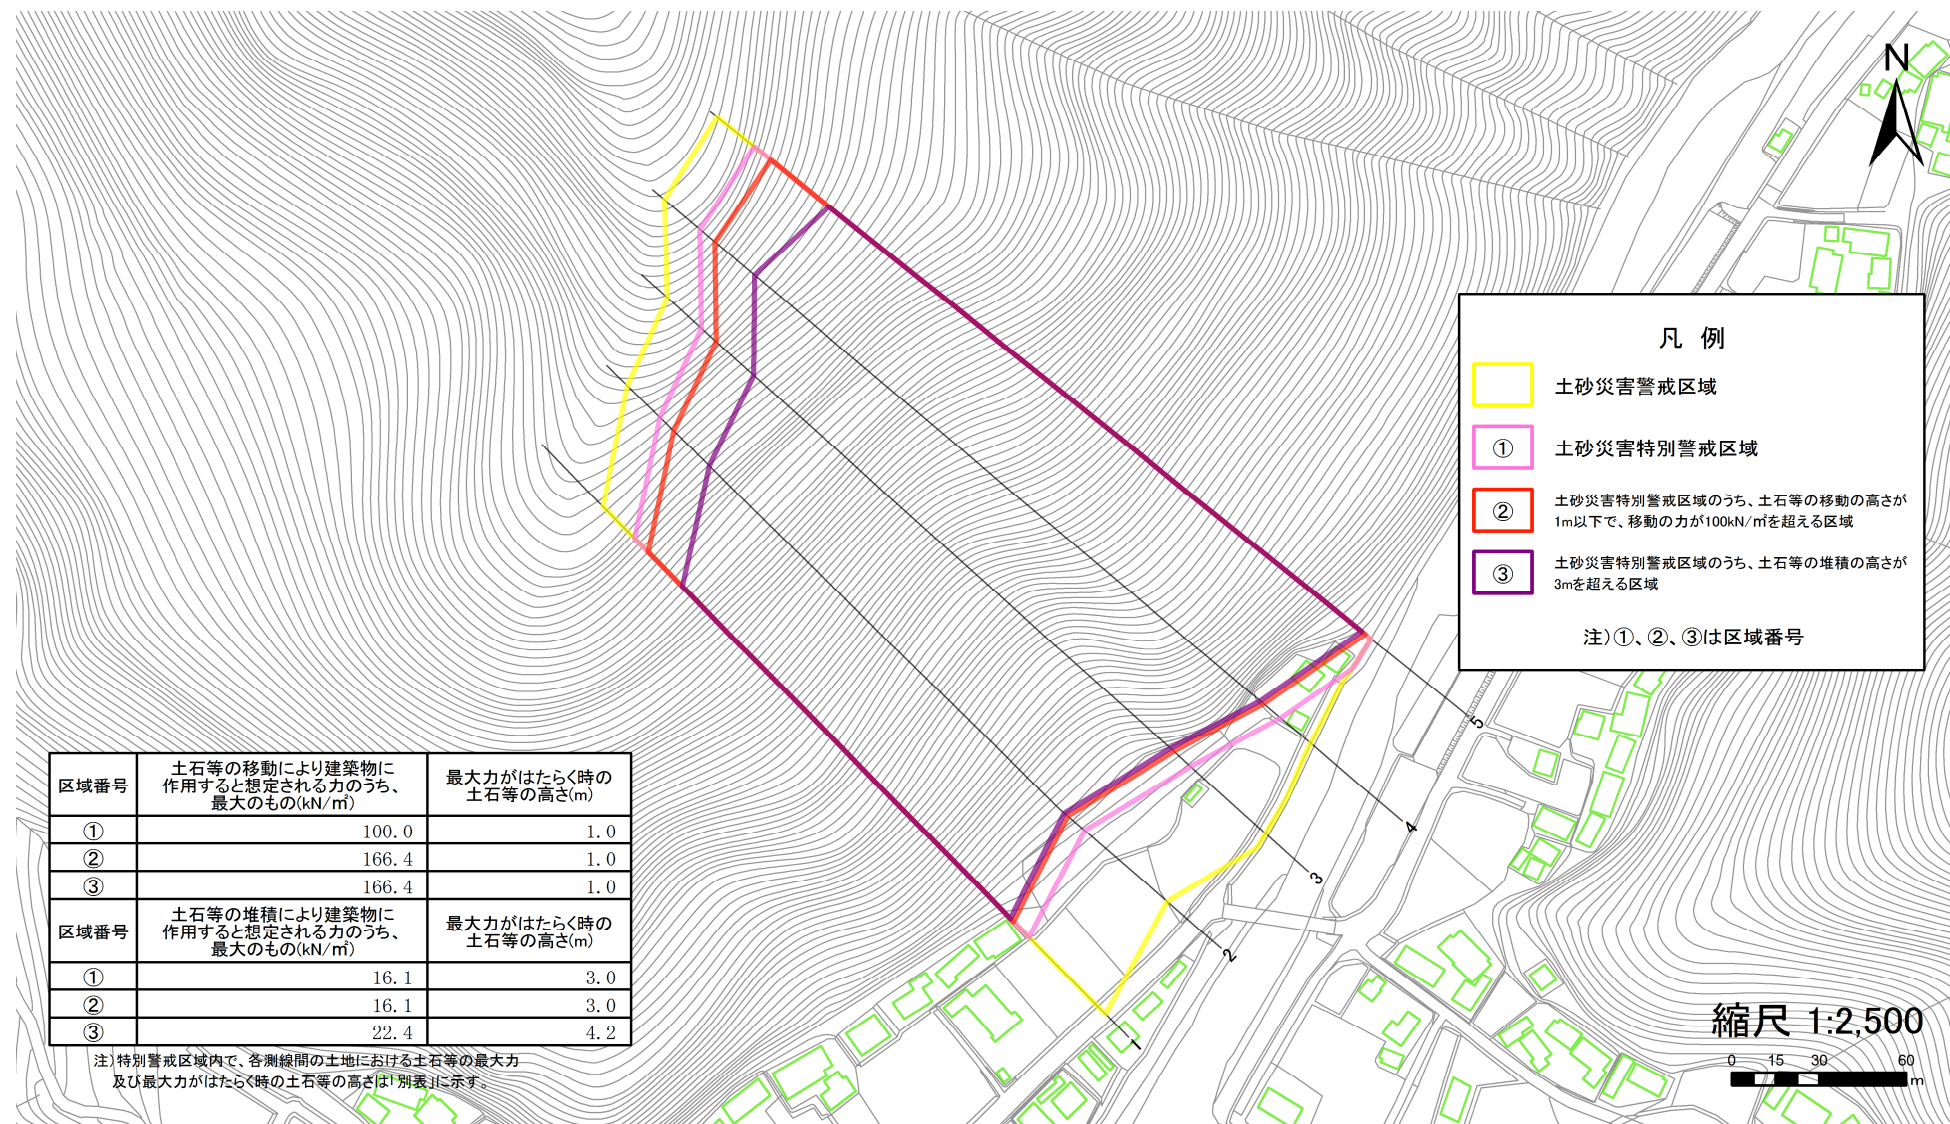 N
凡 例
土砂災害警戒区域
① 土砂災害特別警戒区域
② 土砂災害特別警戒区域のうち、土石等の移動の高さが
1m以下で、移動の力が100kN/㎡を超える区域
③ 土砂災害特別警戒区域のうち、土石等の堆積の高さが
3mを超える区域
注)①、②、③は区域番号
5
4
3
2
1
区域番号 土石等の移動により建築物に 最大力がはたらく時の
作用すると想定される力のうち、 土石等の高さ(m)
最大のもの(kN/㎡)
① 100.0 1.0
② 166.4 1.0
③ 166.4 1.0
区域番号 土石等の堆積により建築物に 最大力がはたらく時の
作用すると想定される力のうち、 土石等の高さ(m)
最大のもの(kN/㎡)
① 16.1 3.0
② 16.1 3.0
③ 22.4 4.2
注)特別警戒区域内で、各測線間の土地における土石等の最大力
及び最大力がはたらく時の土石等の高さは「別表」に示す。
縮尺 1:2,500
0 15 30 60
m